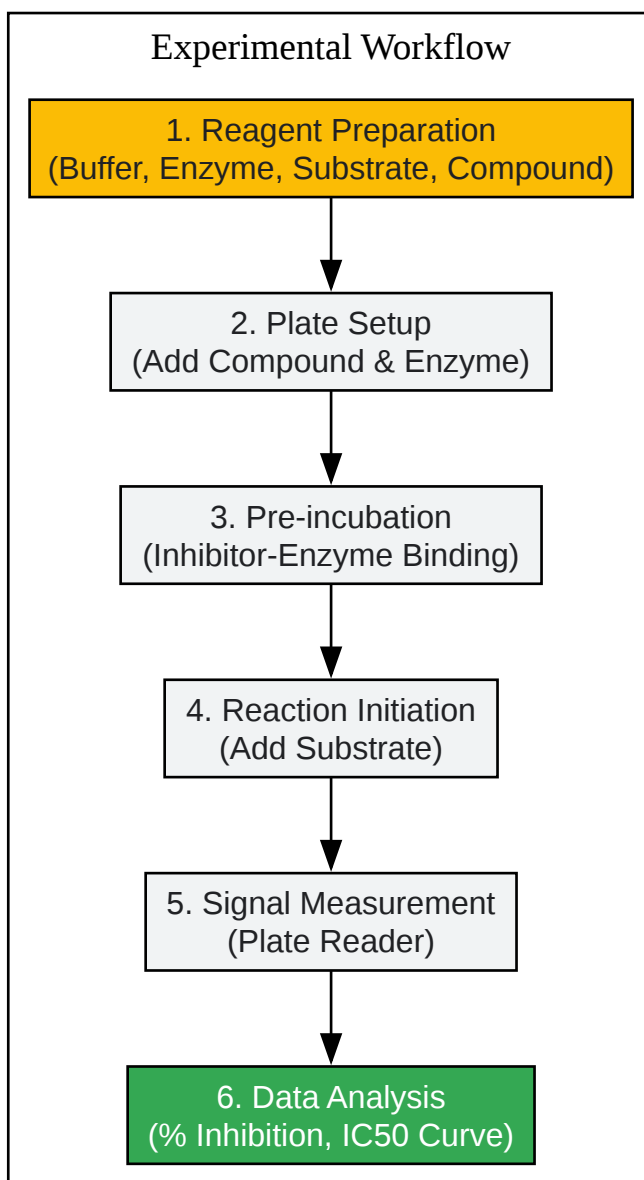 Experimental Workflow
1. Reagent Preparation
(Buffer, Enzyme, Substrate, Compound)
2. Plate Setup
(Add Compound & Enzyme)
3. Pre-incubation
(Inhibitor-Enzyme Binding)
4. Reaction Initiation
(Add Substrate)
5. Signal Measurement
(Plate Reader)
6. Data Analysis
(% Inhibition, IC50 Curve)